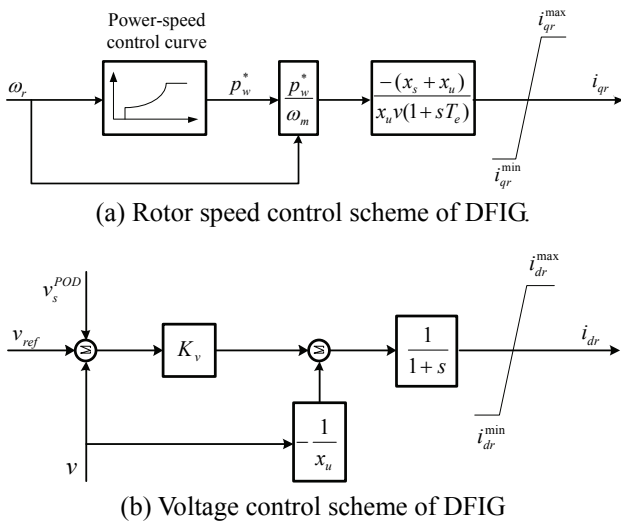 Power-speed
control curve
ω_r
p_w^*
p_w^*
ω_m
−(x_s + x_u)
x_u v(1+sT_e)
i_qr^max
i_qr
i_qr^min
(a) Rotor speed control scheme of DFIG.
v_s^POD
v_ref
Σ
K_v
Σ
1
1+s
i_dr^max
i_dr
i_dr^min
v
−1
x_u
(b) Voltage control scheme of DFIG